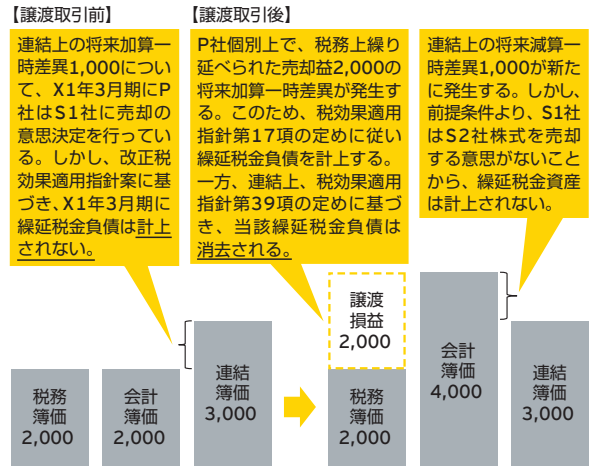 【譲渡取引前】
連結上の将来加算一
時差異1,000につい
て、X1年3月期にP
社はS1社に売却の
意思決定を行ってい
る。しかし、改正税
効果適用指針案に基
づき、X1年3月期に
繰延税金負債は計上
されない。
【譲渡取引後】
P社個別上で、税務上繰り
延べられた売却益2,000の
将来加算一時差異が発生す
る。このため、税効果適用
指針第17項の定めに従い
繰延税金負債を計上する。
一方、連結上、税効果適用
指針第39項の定めに基づ
き、当該繰延税金負債は
消去される。
連結上の将来減算一
時差異1,000が新た
に発生する。しかし、
前提条件より、S1社
はS2社株式を売却
する意思がないこと
から、繰延税金資産
は計上されない。
税務
簿価
2,000
会計
簿価
2,000
連結
簿価
3,000
譲渡
損益
2,000
税務
簿価
2,000
会計
簿価
4,000
連結
簿価
3,000